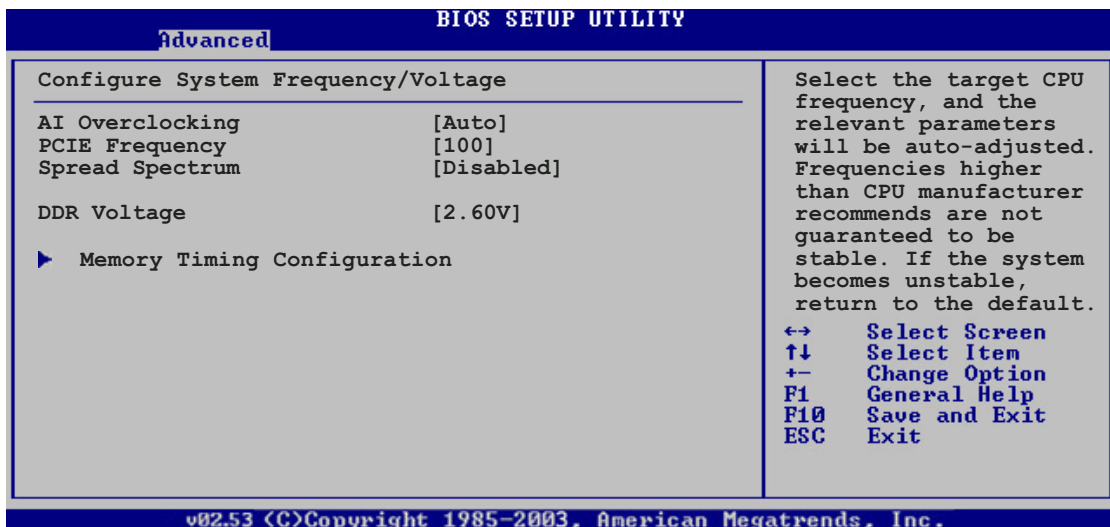 BIOS SETUP UTILITY
Advanced
Configure System Frequency/Voltage
AI Overclocking [Auto]
PCIE Frequency [100]
Spread Spectrum [Disabled]
DDR Voltage [2.60V]
Memory Timing Configuration
Select the target CPU
frequency, and the
relevant parameters
will be auto-adjusted.
Frequencies higher
than CPU manufacturer
recommends are not
guaranteed to be
stable. If the system
becomes unstable,
return to the default.
←→ Select Screen
↑↓ Select Item
+- Change Option
F1 General Help
F10 Save and Exit
ESC Exit
v02.53 (C)Copyright 1985-2003, American Megatrends, Inc.